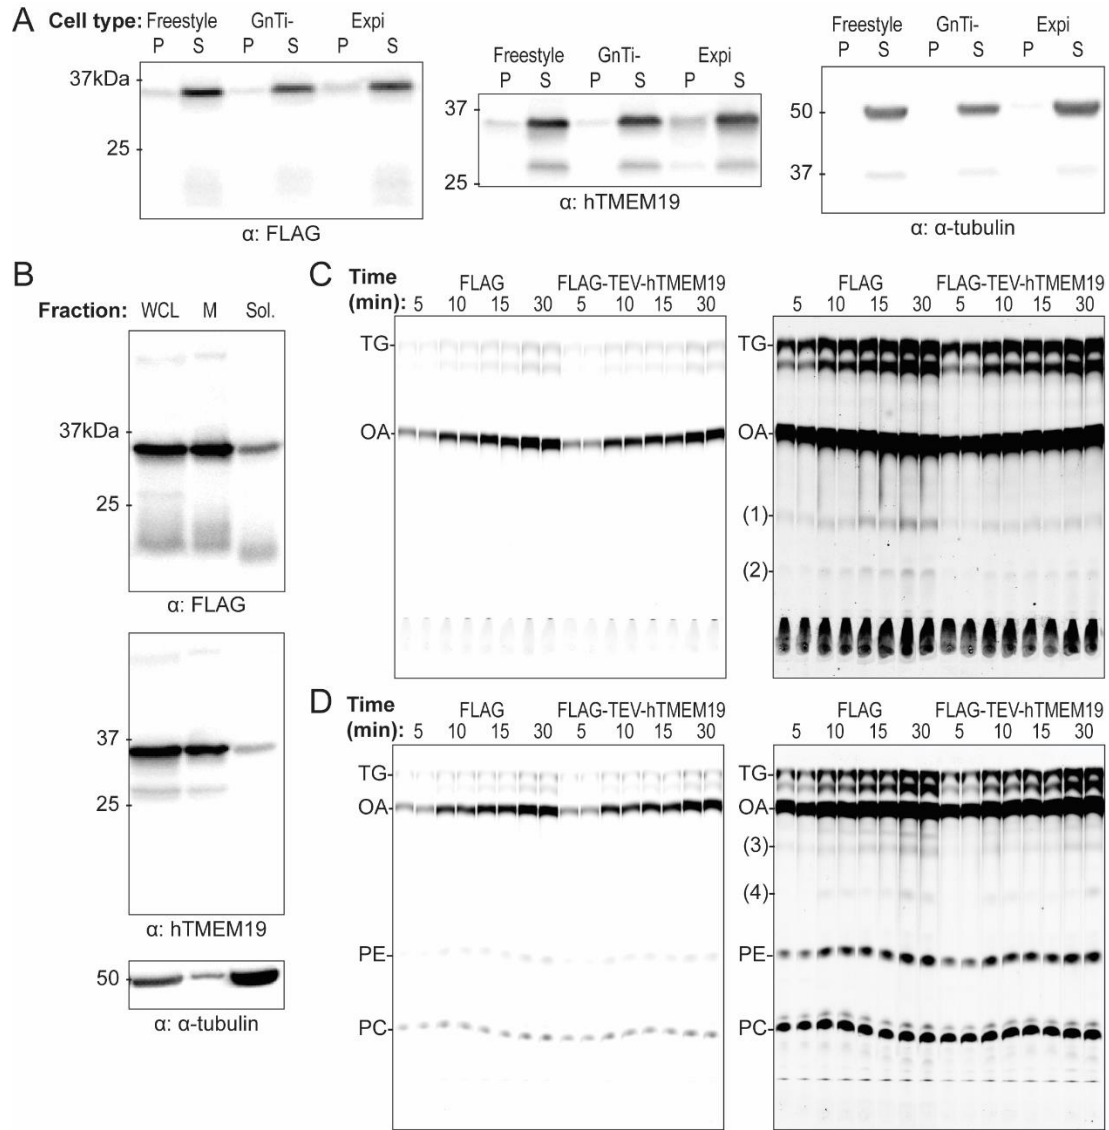 A
Cell type: Freestyle GnTi- Expi
P S P S P S
37kDa
25
α: FLAG
Freestyle GnTi- Expi
P S P S P S
37
25
α: hTMEM19
Freestyle GnTi- Expi
P S P S P S
50
37
α: α-tubulin
B
Fraction: WCL M Sol.
37kDa
25
α: FLAG
37
25
α: hTMEM19
50
α: α-tubulin
C
Time FLAG FLAG-TEV-hTMEM19
(min): 5 10 15 30 5 10 15 30
TG
OA
FLAG FLAG-TEV-hTMEM19
5 10 15 30 5 10 15 30
TG
OA
(1)
(2)
D
Time FLAG FLAG-TEV-hTMEM19
(min): 5 10 15 30 5 10 15 30
TG
OA
PE
PC
FLAG FLAG-TEV-hTMEM19
5 10 15 30 5 10 15 30
TG
OA
(3)
(4)
PE
PC